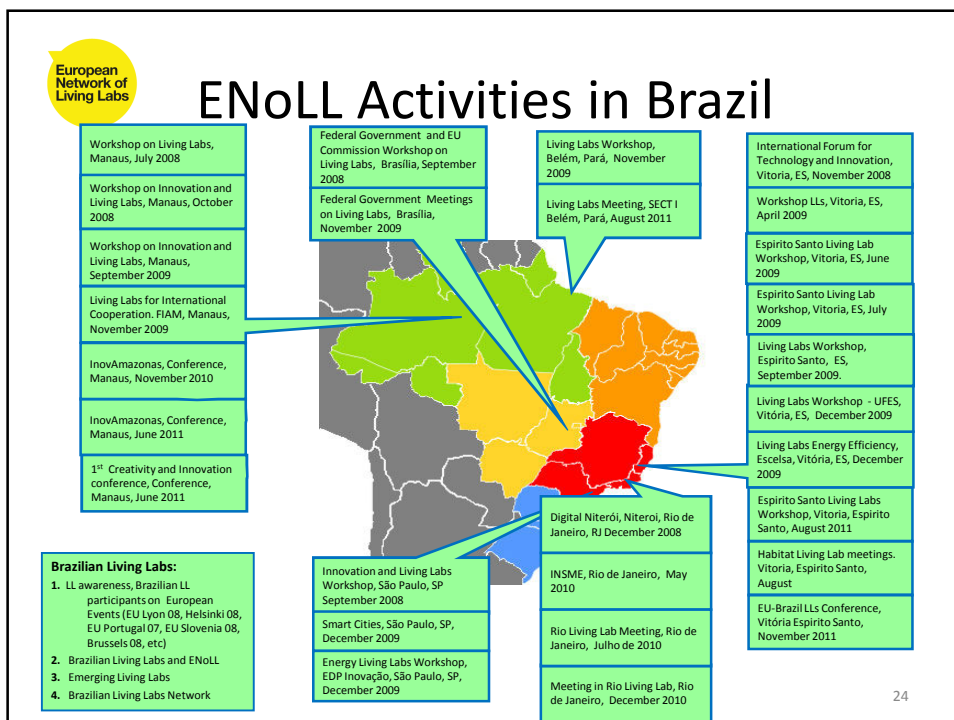 European
Network of
Living Labs
ENoLL Activities in Brazil
Workshop on Living Labs,
Manaus, July 2008
Workshop on Innovation and
Living Labs, Manaus, October
2008
Workshop on Innovation and
Living Labs, Manaus,
September 2009
Living Labs for International
Cooperation. FIAM, Manaus,
November 2009
InovAmazonas, Conference,
Manaus, November 2010
InovAmazonas, Conference,
Manaus, June 2011
1st Creativity and Innovation
conference, Conference,
Manaus, June 2011
Federal Government and EU
Commission Workshop on
Living Labs, Brasília, September
2008
Federal Government Meetings
on Living Labs, Brasília,
November 2009
Living Labs Workshop,
Belém, Pará, November
2009
Living Labs Meeting, SECT I
Belém, Pará, August 2011
International Forum for
Technology and Innovation,
Vitoria, ES, November 2008
Workshop LLs, Vitoria, ES,
April 2009
Espirito Santo Living Lab
Workshop, Vitoria, ES, June
2009
Espirito Santo Living Lab
Workshop, Vitoria, ES, July
2009
Living Labs Workshop,
Espirito Santo, ES,
September 2009.
Living Labs Workshop - UFES,
Vitória, ES, December 2009
Living Labs Energy Efficiency,
Escelsa, Vitória, ES, December
2009
Espirito Santo Living Labs
Workshop, Vitoria, Espirito
Santo, August 2011
Habitat Living Lab meetings.
Vitoria, Espirito Santo,
August
EU-Brazil LLs Conference,
Vitória Espirito Santo,
November 2011
Brazilian Living Labs:
1. LL awareness, Brazilian LL
participants on European
Events (EU Lyon 08, Helsinki 08,
EU Portugal 07, EU Slovenia 08,
Brussels 08, etc)
2. Brazilian Living Labs and ENoLL
3. Emerging Living Labs
4. Brazilian Living Labs Network
Innovation and Living Labs
Workshop, São Paulo, SP
September 2008
Smart Cities, São Paulo, SP,
December 2009
Energy Living Labs Workshop,
EDP Inovação, São Paulo, SP,
December 2009
Digital Niterói, Niteroi, Rio de
Janeiro, RJ December 2008
INSME, Rio de Janeiro, May
2010
Rio Living Lab Meeting, Rio de
Janeiro, Julho de 2010
Meeting in Rio Living Lab, Rio
de Janeiro, December 2010
24